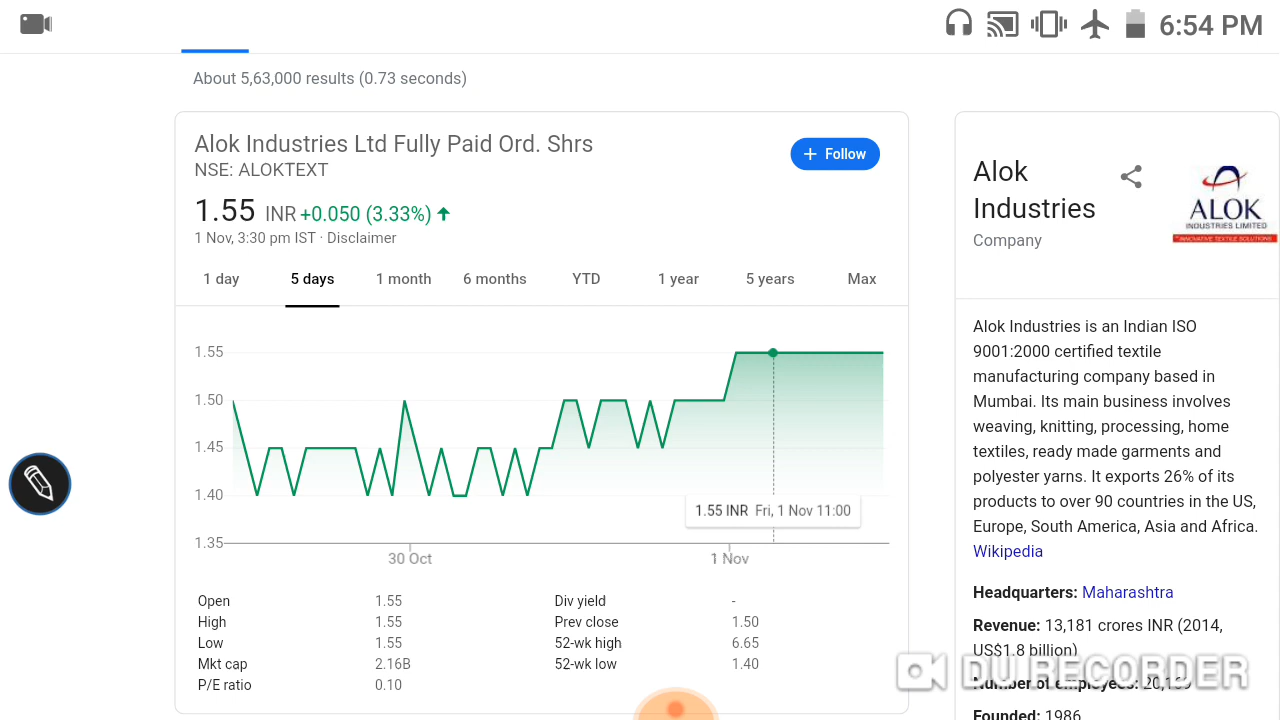 6:54 PM
About 5,63,000 results (0.73 seconds)
Alok Industries Ltd Fully Paid Ord. Shrs
NSE: ALOKTEXT
+ Follow
1.55 INR +0.050 (3.33%)
1 Nov, 3:30 pm IST · Disclaimer
1 day 5 days 1 month 6 months YTD 1 year 5 years Max
1.55
1.50
1.45
1.40
1.35
1.55 INR Fri, 1 Nov 11:00
30 Oct 1 Nov
Open 1.55 Div yield -
High 1.55 Prev close 1.50
Low 1.55 52-wk high 6.65
Mkt cap 2.16B 52-wk low 1.40
P/E ratio 0.10
Alok
Industries
Company
ALOK
INDUSTRIES LIMITED
INNOVATIVE TEXTILE SOLUTIONS
Alok Industries is an Indian ISO
9001:2000 certified textile
manufacturing company based in
Mumbai. Its main business involves
weaving, knitting, processing, home
textiles, ready made garments and
polyester yarns. It exports 26% of its
products to over 90 countries in the US,
Europe, South America, Asia and Africa.
Wikipedia
Headquarters: Maharashtra
Revenue: 13,181 crores INR (2014,
US$1.8 billion)
DU RECORDER
Number of employees:
Founded: 1986